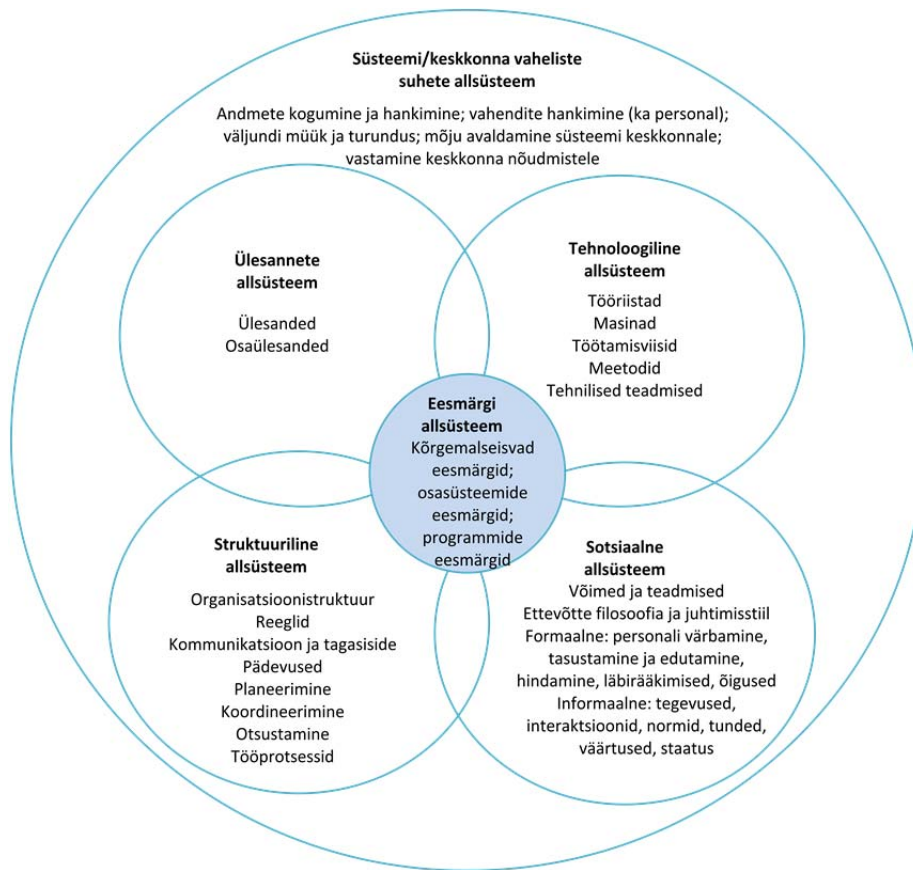 Süsteemi/keskkonna vaheliste
suhete allsüsteem
Andmete kogumine ja hankimine; vahendite hankimine (ka personal);
väljundi müük ja turundus; mõju avaldamine süsteemi keskkonnale;
vastamine keskkonna nõudmistele
Ülesannete
allsüsteem
Ülesanded
Osaülesanded
Tehnoloogiline
allsüsteem
Tööriistad
Masinad
Töötamisviisid
Meetodid
Tehnilised teadmised
Eesmärgi
allsüsteem
Kõrgemalseisvad
eesmärgid;
osasüsteemide
eesmärgid;
programmide
eesmärgid
Struktuuriline
allsüsteem
Organisatsioonistruktuur
Reeglid
Kommunikatsioon ja tagasiside
Pädevused
Planeerimine
Koordineerimine
Otsustamine
Tööprotsessid
Sotsiaalne
allsüsteem
Võimed ja teadmised
Ettevõtte filosoofia ja juhtimisstiil
Formaalne: personali värbamine,
tasustamine ja edutamine,
hindamine, läbirääkimised, õigused
Informaalne: tegevused,
interaktsioonid, normid, tunded,
väärtused, staatus